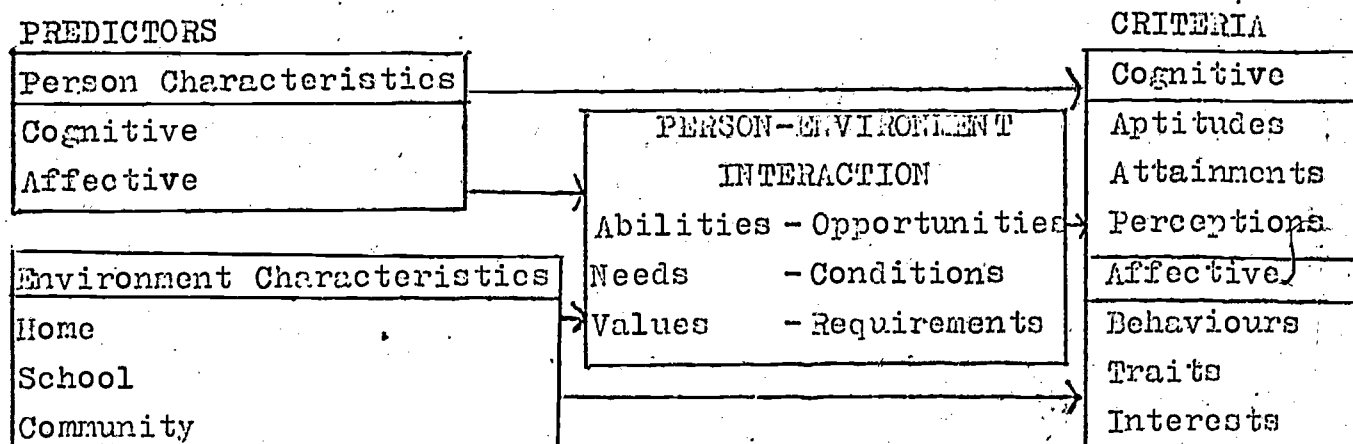 PREDICTORS
Person Characteristics
Cognitive
Affective
Environment Characteristics
Home
School
Community
PERSON-ENVIRONMENT
INTERACTION
Abilities - Opportunities
Needs - Conditions
Values - Requirements
CRITERIA
Cognitive
Aptitudes
Attainments
Perceptions
Affective
Behaviours
Traits
Interests